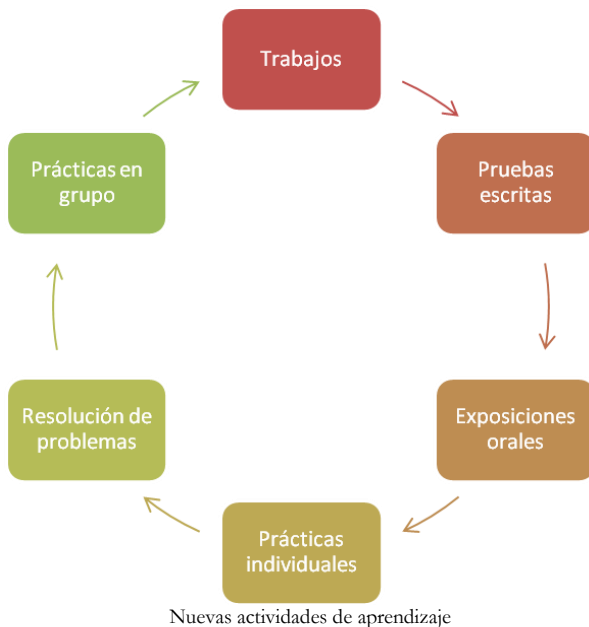 Trabajos
Pruebas
escritas
Exposiciones
orales
Prácticas
individuales
Resolución de
problemas
Prácticas en
grupo
Nuevas actividades de aprendizaje